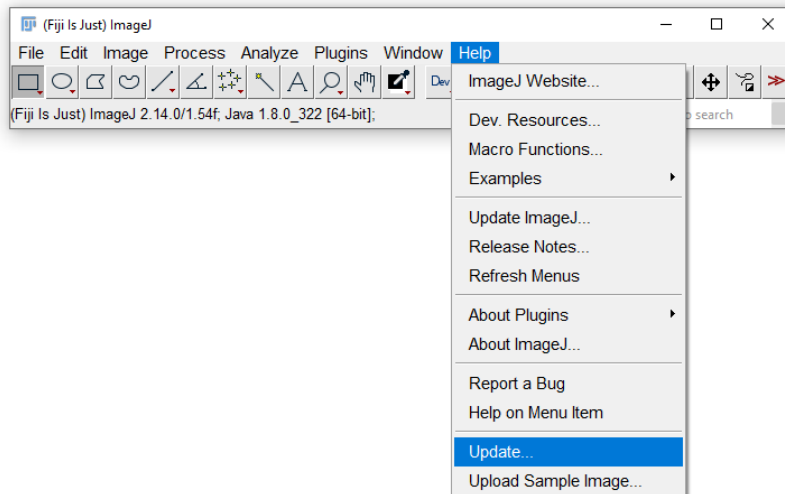 (Fiji Is Just) ImageJ
File Edit Image Process Analyze Plugins Window Help
A Dev
(Fiji Is Just) ImageJ 2.14.0/1.54f; Java 1.8.0_322 [64-bit];
search
ImageJ Website...
Dev. Resources...
Macro Functions...
Examples
Update ImageJ...
Release Notes...
Refresh Menus
About Plugins
About ImageJ...
Report a Bug
Help on Menu Item
Update...
Upload Sample Image...